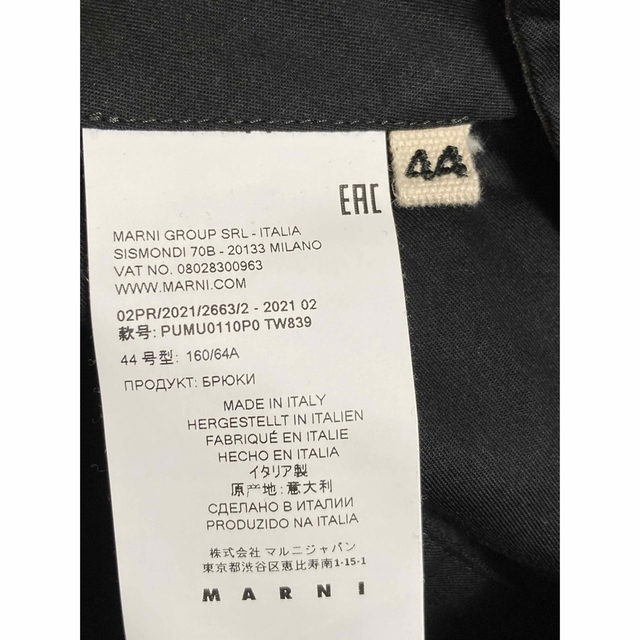 44
EAC
MARNI GROUP SRL - ITALIA
SISMONDI 70B - 20133 MILANO
VAT NO. 08028300963
WWW.MARNI.COM
02PR/2021/2663/2 - 2021 02
款号: PUMU0110P0 TW839
44 号型: 160/64A
ПРОДУКТ: БРЮКИ
MADE IN ITALY
HERGESTELLT IN ITALIEN
FABRIQUÉ EN ITALIE
HECHO EN ITALIA
イタリア製
原产地: 意大利
СДЕЛАНО В ИТАЛИИ
PRODUZIDO NA ITALIA
株式会社 マルニジャパン
東京都渋谷区恵比寿南1-15-1
MARNI